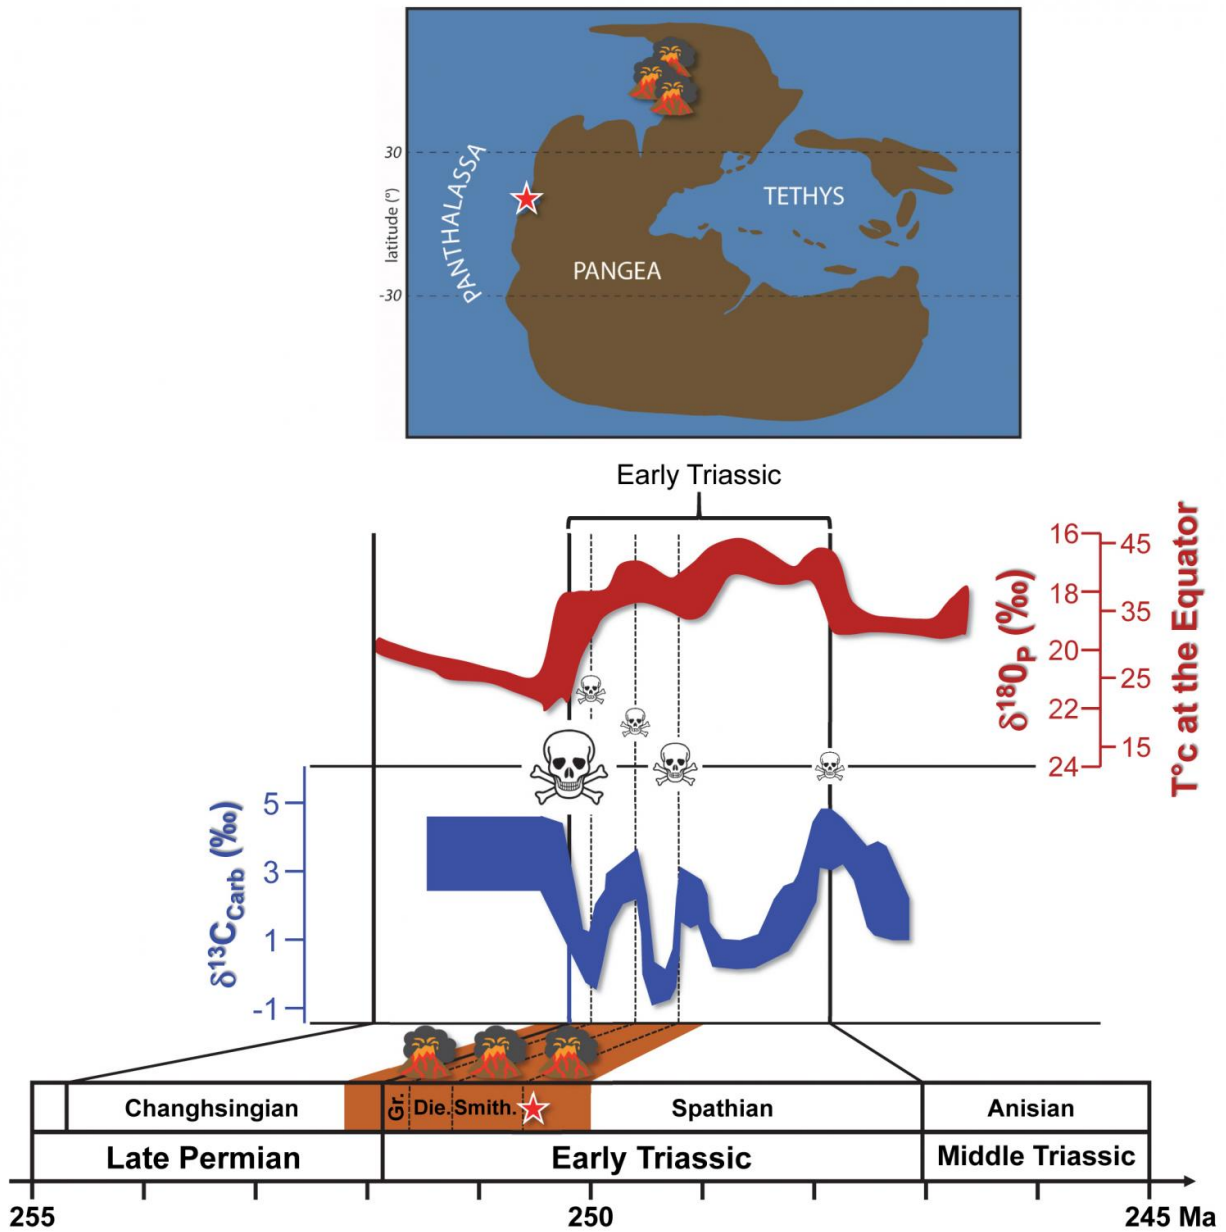 30
latitude (°)
-30
PANTHALASSA
TETHYS
PANGEA
Early Triassic
16
18
20
22
24
δ18OP (‰)
45
35
25
15
T°c at the Equator
δ13CCarb (‰)
5
3
1
-1
Changhsingian
Gr.
Die.
Smith.
Spathian
Anisian
Late Permian
Early Triassic
Middle Triassic
255
250
245 Ma